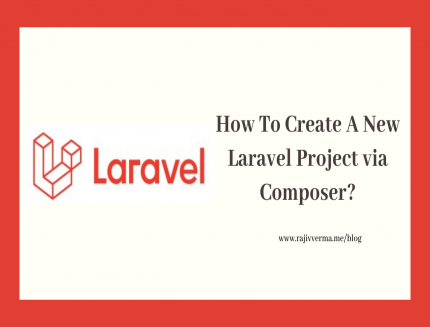 Laravel
How To Create A New
Laravel Project via
Composer?
www.rajivverma.me/blog